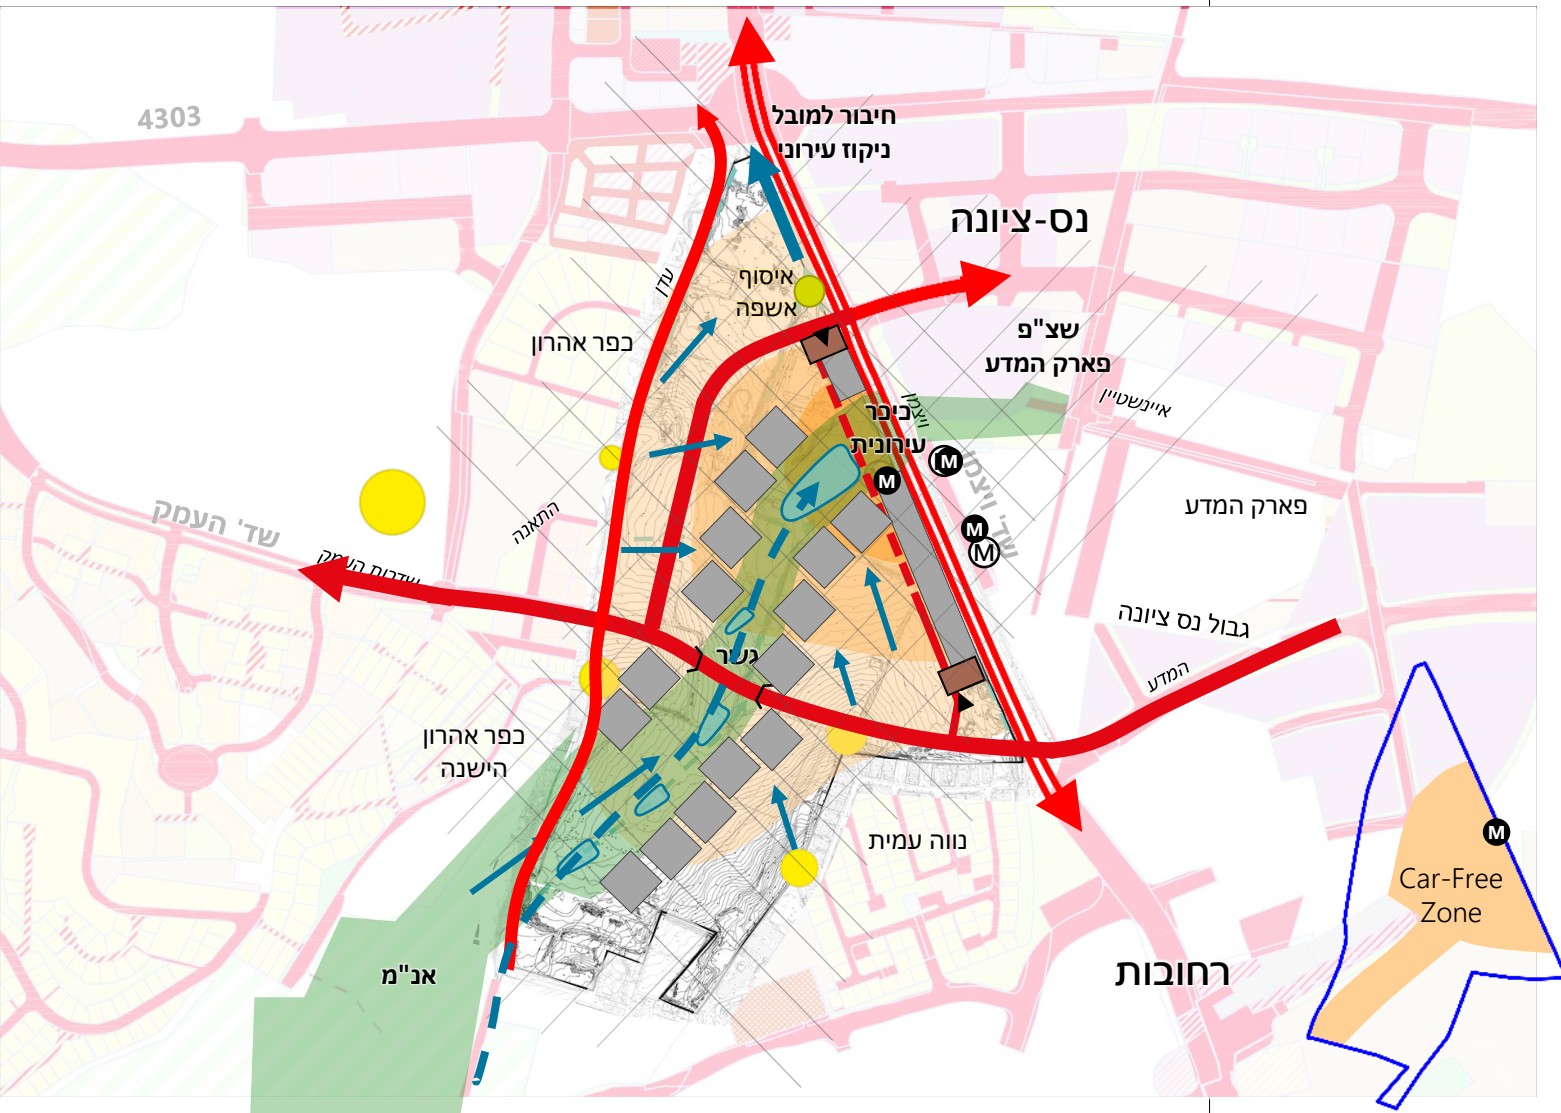 4303
חיבור למובל
ניקוז עירוני
נס-ציונה
עדן
איסוף
אשפה
כפר אהרון
שצ"פ
פארק המדע
איינשטיין
ויצמן
כיכר
עירונית
M
M
M
M
שד' ויצמן
פארק המדע
שד' העמק
התאנה
שדרות העמק
גבול נס ציונה
המדע
גשר
כפר אהרון
הישנה
נווה עמית
M
Car-Free
Zone
אנ"מ
רחובות